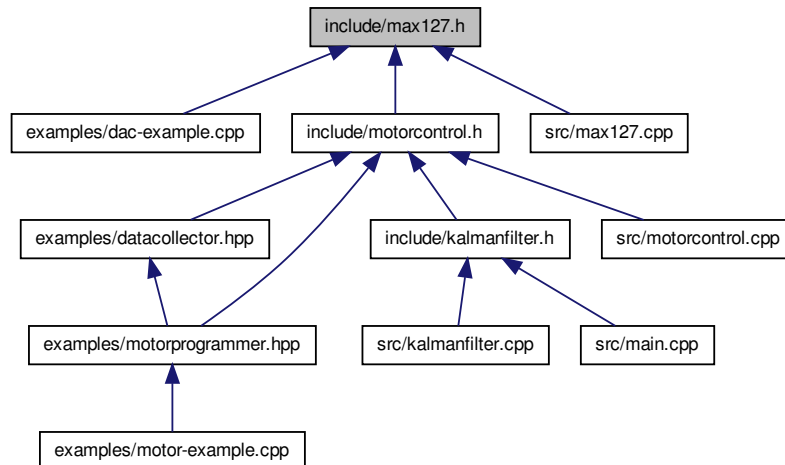 include/max127.h
examples/dac-example.cpp
include/motorcontrol.h
src/max127.cpp
examples/datacollector.hpp
include/kalmanfilter.h
src/motorcontrol.cpp
examples/motorprogrammer.hpp
src/kalmanfilter.cpp
src/main.cpp
examples/motor-example.cpp